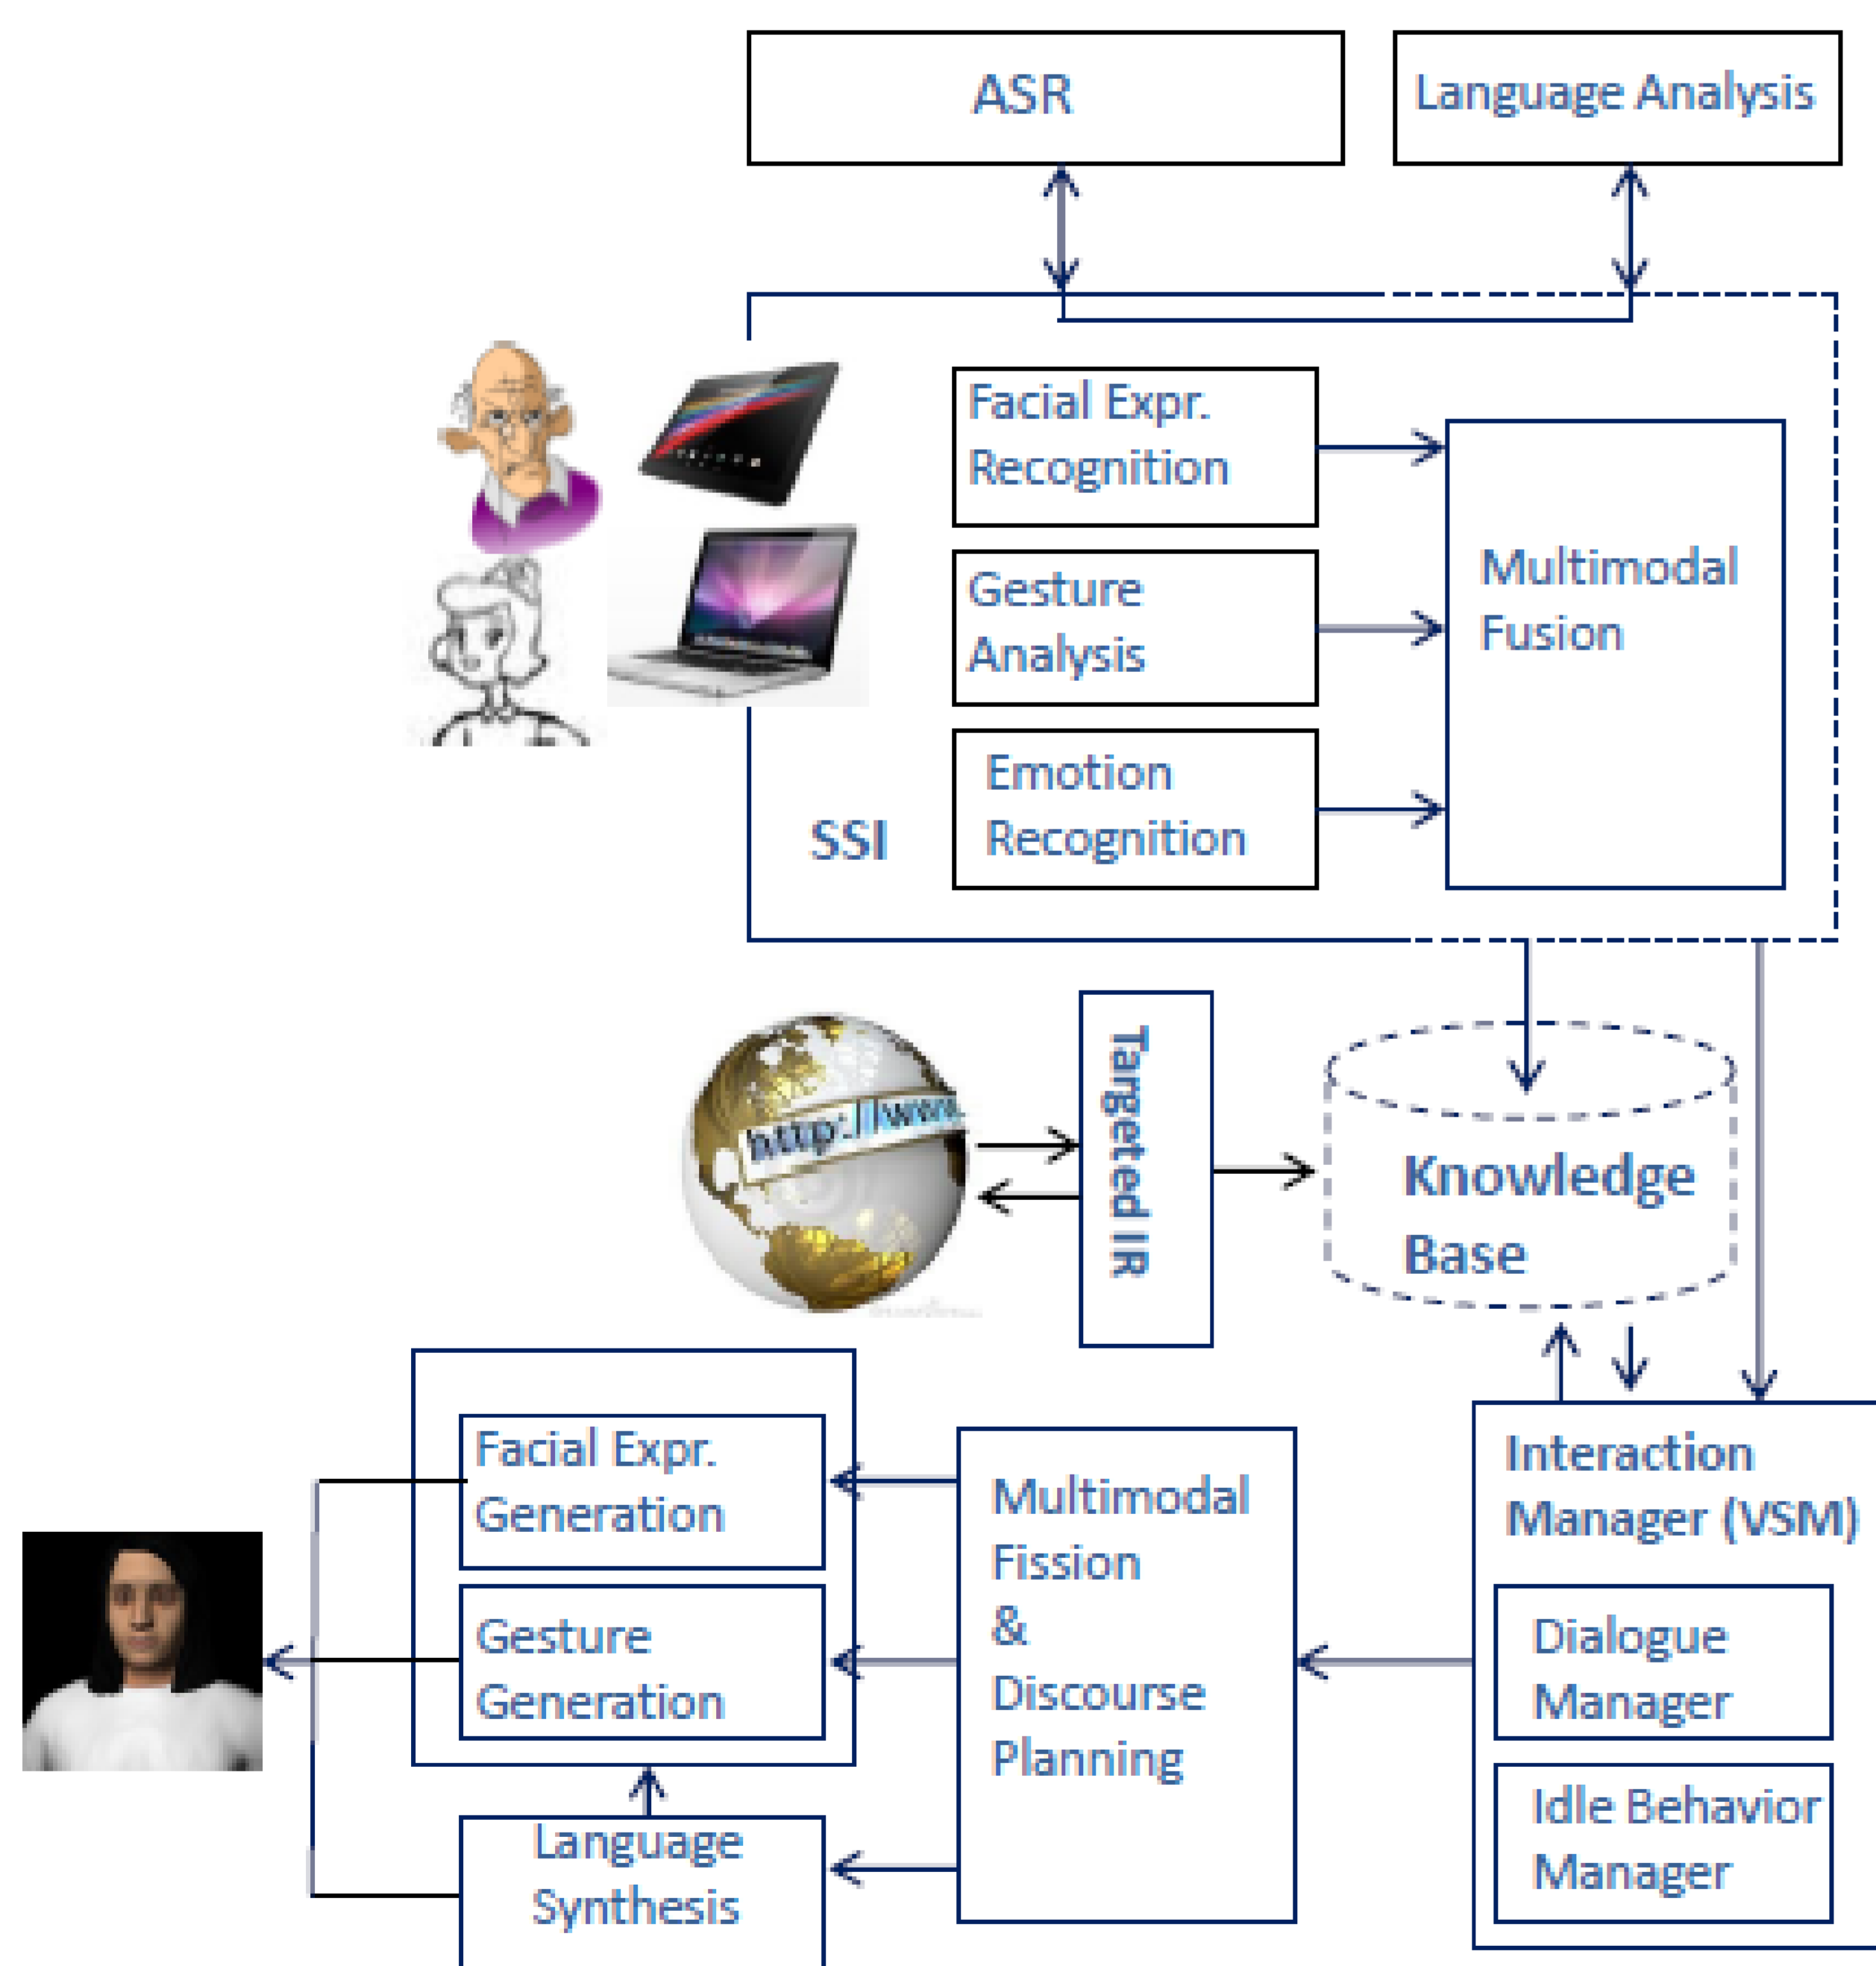 ASR
Language Analysis
Facial Expr.
Recognition
Gesture
Analysis
Emotion
Recognition
SSI
Multimodal
Fusion
http://www.
Targeted IR
Knowledge
Base
Facial Expr.
Generation
Gesture
Generation
Language
Synthesis
Multimodal
Fission
&
Discourse
Planning
Interaction
Manager (VSM)
Dialogue
Manager
Idle Behavior
Manager